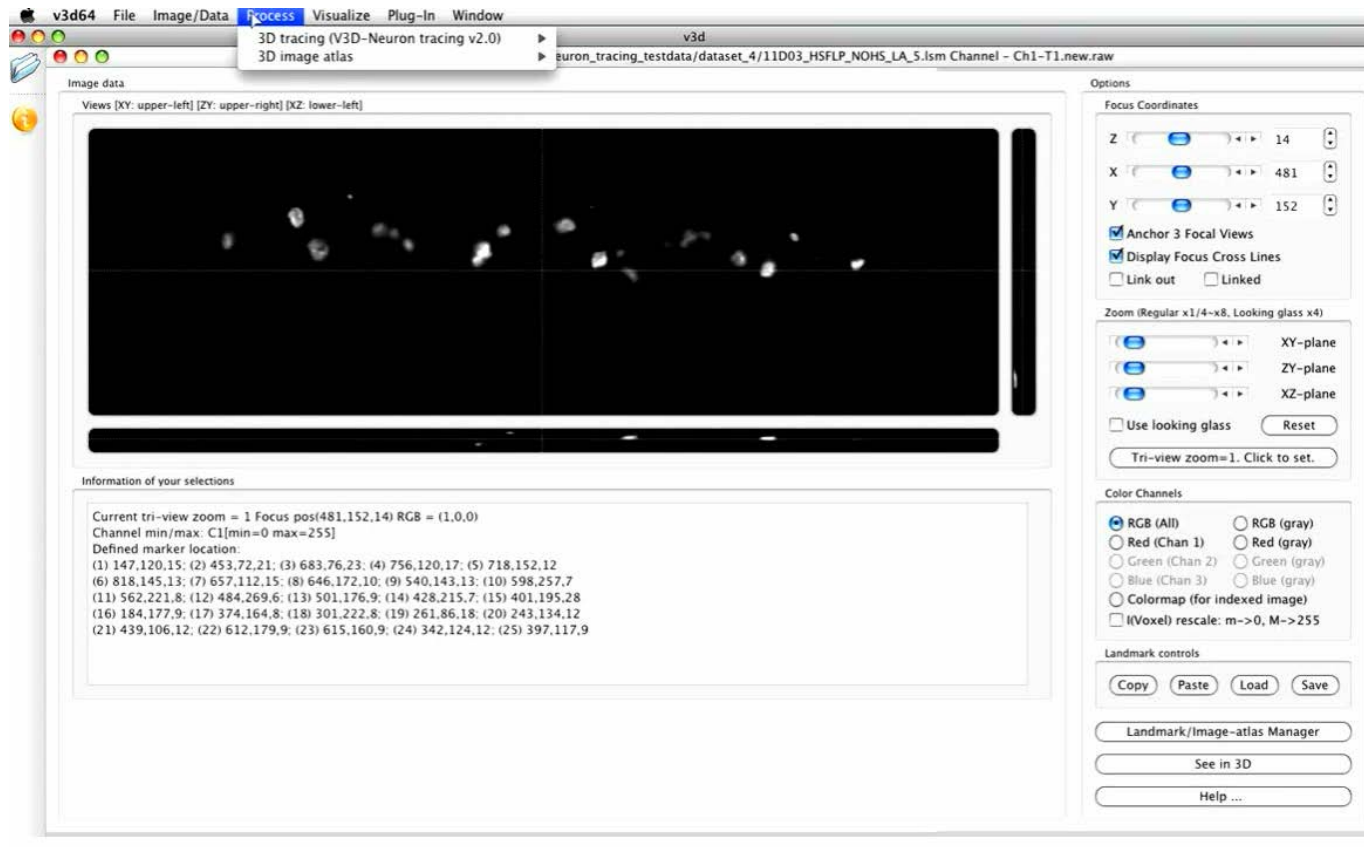 v3d64 File Image/Data Process Visualize Plug-In Window
v3d
3D tracing (V3D-Neuron tracing v2.0)
3D image atlas
euron_tracing_testdata/dataset_4/11D03_HSFLP_NOHS_LA_5.lsm Channel – Ch1-T1.new.raw
Image data
Views [XY: upper-left] [ZY: upper-right] [XZ: lower-left]
Information of your selections
Current tri-view zoom = 1 Focus pos(481,152,14) RGB = (1,0,0)
Channel min/max: C1[min=0 max=255]
Defined marker location:
(1) 147,120,15; (2) 453,72,21; (3) 683,76,23; (4) 756,120,17; (5) 718,152,12
(6) 818,145,13; (7) 657,112,15; (8) 646,172,10; (9) 540,143,13; (10) 598,257,7
(11) 562,221,8; (12) 484,269,6; (13) 501,176,9; (14) 428,215,7; (15) 401,195,28
(16) 184,177,9; (17) 374,164,8; (18) 301,222,8; (19) 261,86,18; (20) 243,134,12
(21) 439,106,12; (22) 612,179,9; (23) 615,160,9; (24) 342,124,12; (25) 397,117,9
Options
Focus Coordinates
Z 14
X 481
Y 152
Anchor 3 Focal Views
Display Focus Cross Lines
Link out Linked
Zoom (Regular x1/4~x8, Looking glass x4)
XY-plane
ZY-plane
XZ-plane
Use looking glass Reset
Tri-view zoom=1. Click to set.
Color Channels
RGB (All) RGB (gray)
Red (Chan 1) Red (gray)
Green (Chan 2) Green (gray)
Blue (Chan 3) Blue (gray)
Colormap (for indexed image)
I(Voxel) rescale: m->0, M->255
Landmark controls
Copy Paste Load Save
Landmark/Image-atlas Manager
See in 3D
Help ...